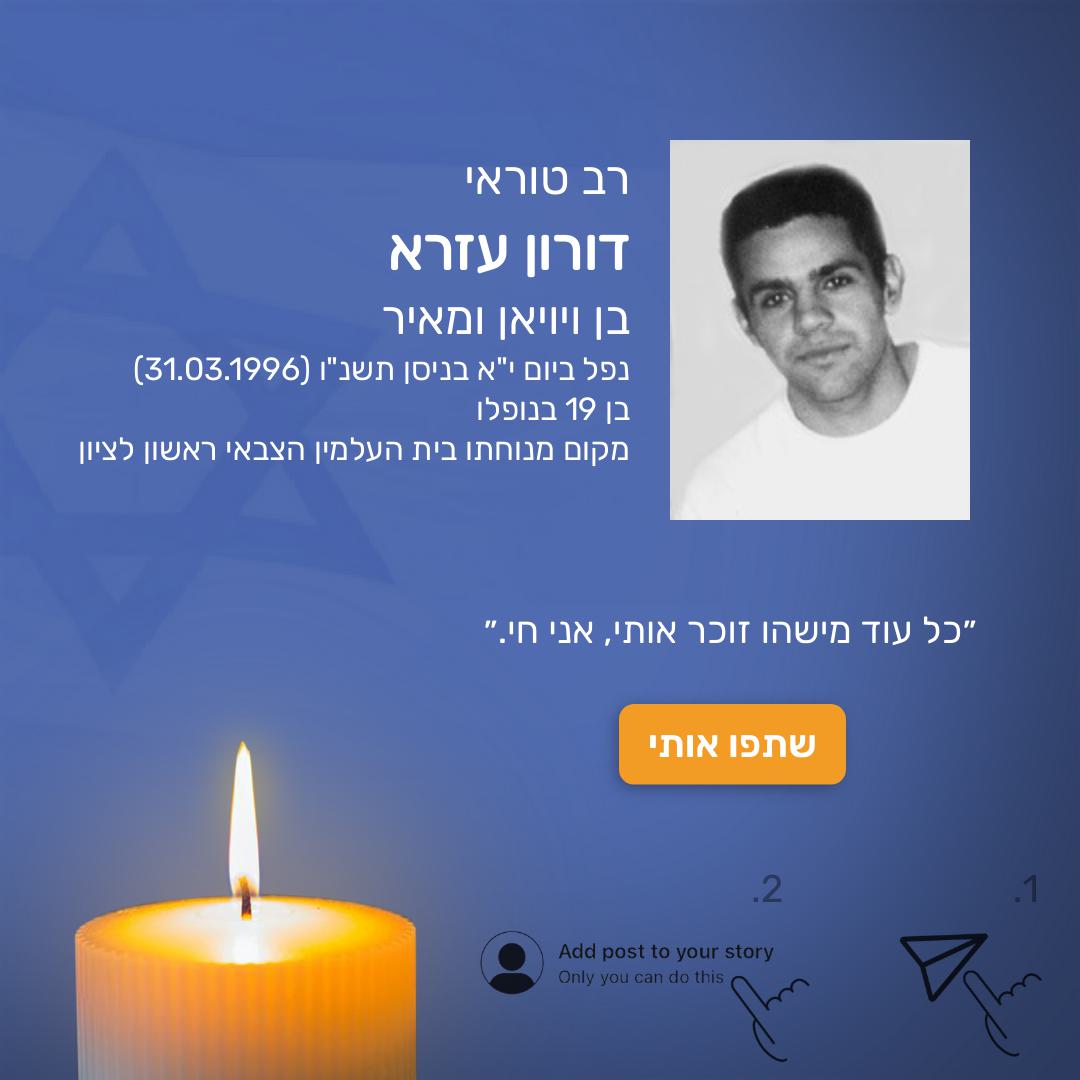 רב טוראי
דורון עזרא
בן ויויאן ומאיר
נפל ביום י"א בניסן תשנ"ו (31.03.1996)
בן 19 בנופלו
מקום מנוחתו בית העלמין הצבאי ראשון לציון
״כל עוד מישהו זוכר אותי, אני חי.״
שתפו אותי
.1
.2
Add post to your story
Only you can do this